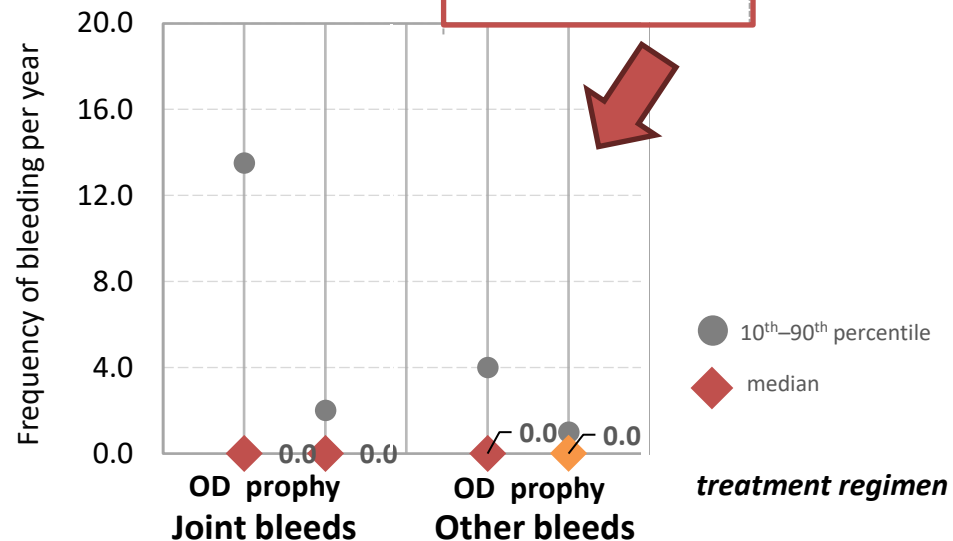 Frequency of bleeding per year
20.0
16.0
12.0
8.0
4.0
0.0
0.0
0.0
0.0
0.0
OD prophy
OD prophy
Joint bleeds
Other bleeds
treatment regimen
10th–90th percentile
median